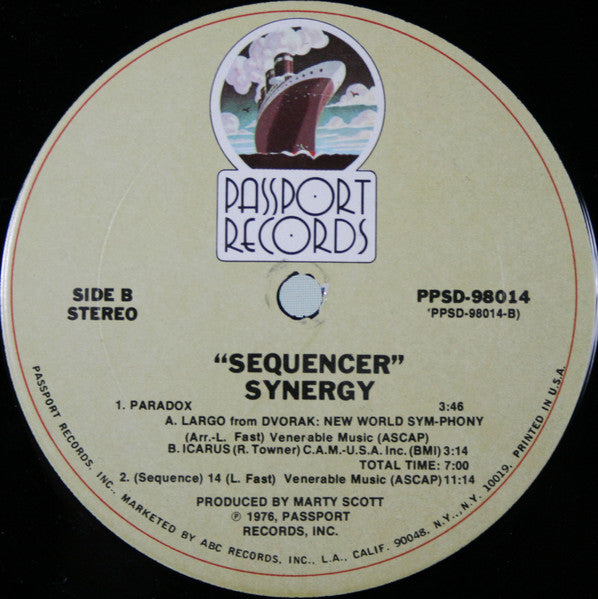 PASSPORT
RECORDS
SIDE B
STEREO
PPSD-98014
'PPSD-98014-B)
"SEQUENCER"
SYNERGY
1. PARADOX 3:46
A. LARGO from DVORAK: NEW WORLD SYM-PHONY
(Arr.-L. Fast) Venerable Music (ASCAP)
B. ICARUS (R. Towner) C.A.M.-U.S.A. Inc. (BMI) 3:14
TOTAL TIME: 7:00
2. (Sequence) 14 (L. Fast) Venerable Music (ASCAP) 11:14
PRODUCED BY MARTY SCOTT
℗ 1976, PASSPORT
RECORDS, INC.
PASSPORT RECORDS, INC. MARKETED BY ABC RECORDS, INC., L.A., CALIF. 90048, N.Y.,.N.Y. 10019. PRINTED IN U.S.A.